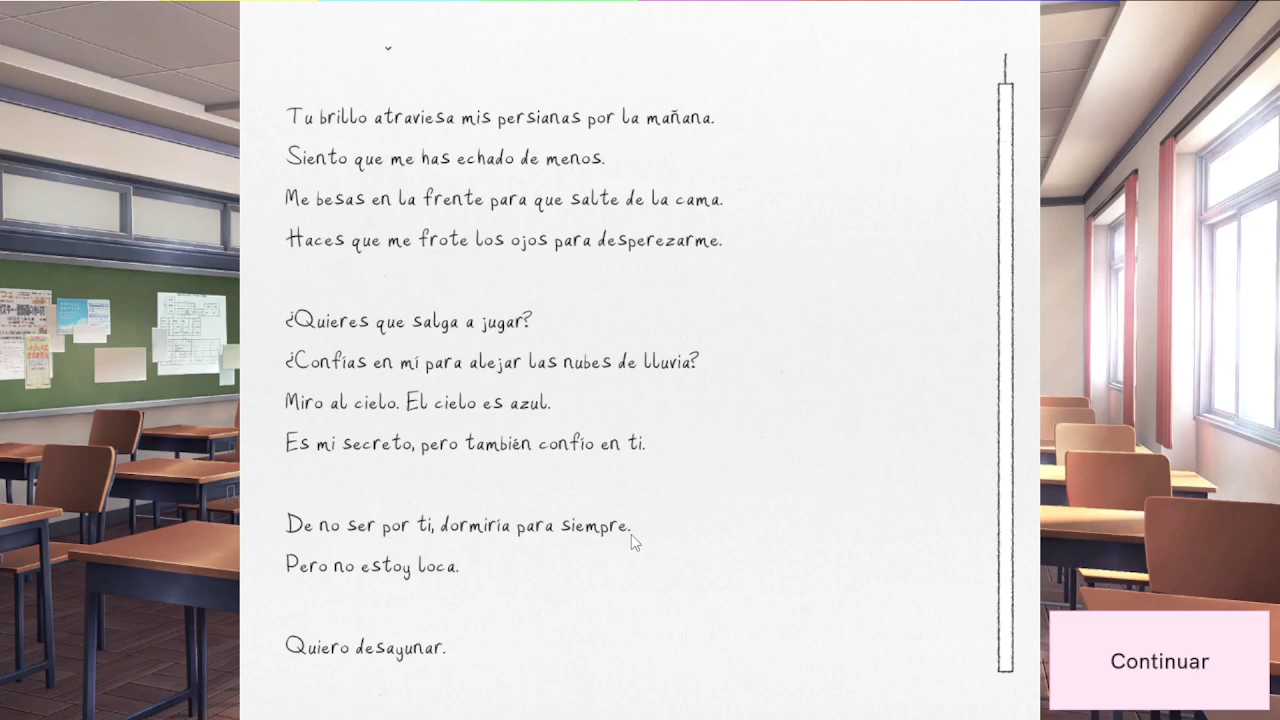 Tu brillo atraviesa mis persianas por la mañana.
Siento que me has echado de menos.
Me besas en la frente para que salte de la cama.
Haces que me frote los ojos para desperezarme.
¿Quieres que salga a jugar?
¿Confías en mí para alejar las nubes de lluvia?
Miro al cielo. El cielo es azul.
Es mi secreto, pero también confío en ti.
De no ser por ti, dormiría para siempre.
Pero no estoy loca.
Quiero desayunar.
Continuar